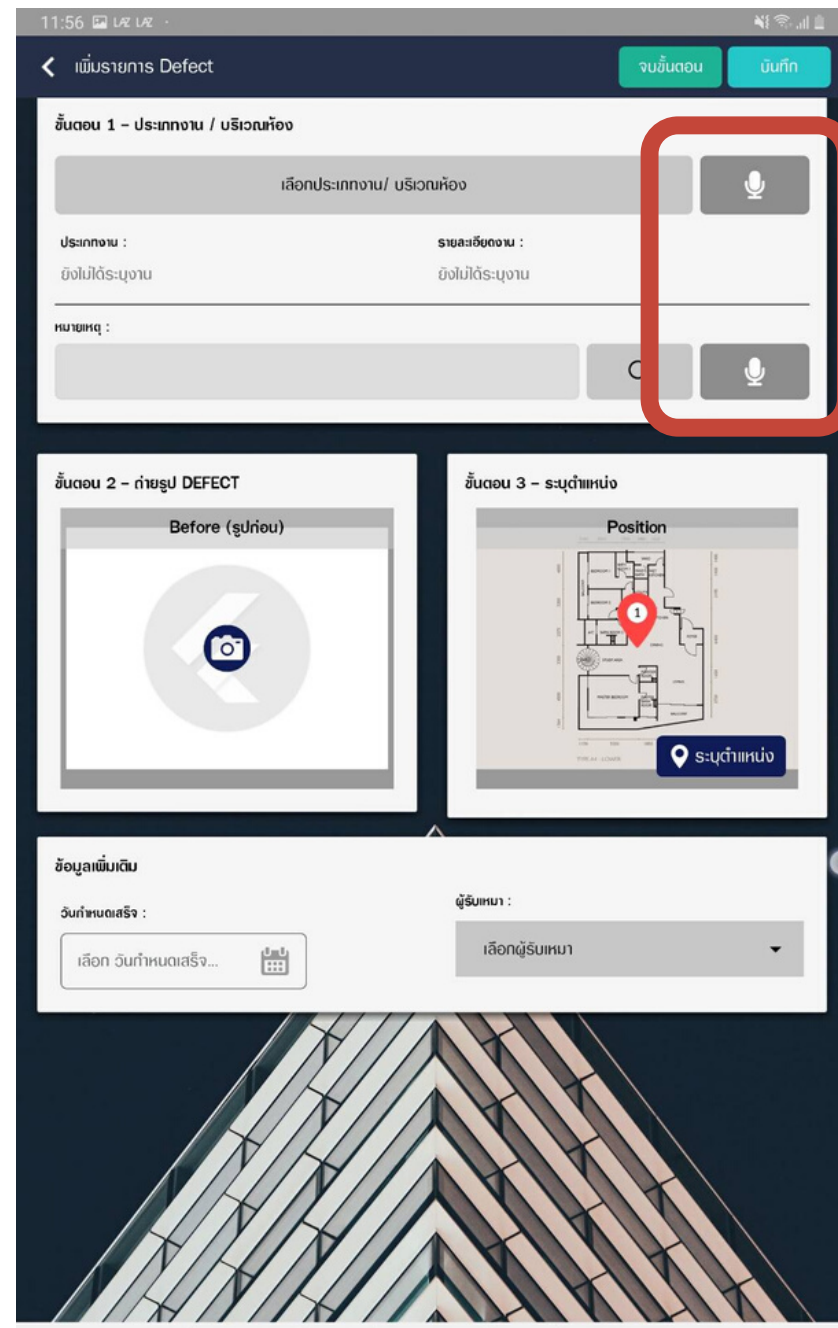 11:56
เพิ่มรายการ Defect
จบขั้นตอน
บันทึก
ขั้นตอน 1 – ประเภทงาน / บริเวณห้อง
เลือกประเภทงาน/ บริเวณห้อง
ประเภทงาน :
รายละเอียดงาน :
ยังไม่ได้ระบุงาน
ยังไม่ได้ระบุงาน
หมายเหตุ :
ขั้นตอน 2 – ถ่ายรูป DEFECT
ขั้นตอน 3 – ระบุตำแหน่ง
Before (รูปก่อน)
Position
1
ระบุตำแหน่ง
ข้อมูลเพิ่มเติม
วันกำหนดเสร็จ :
ผู้รับเหมา :
เลือก วันกำหนดเสร็จ...
เลือกผู้รับเหมา